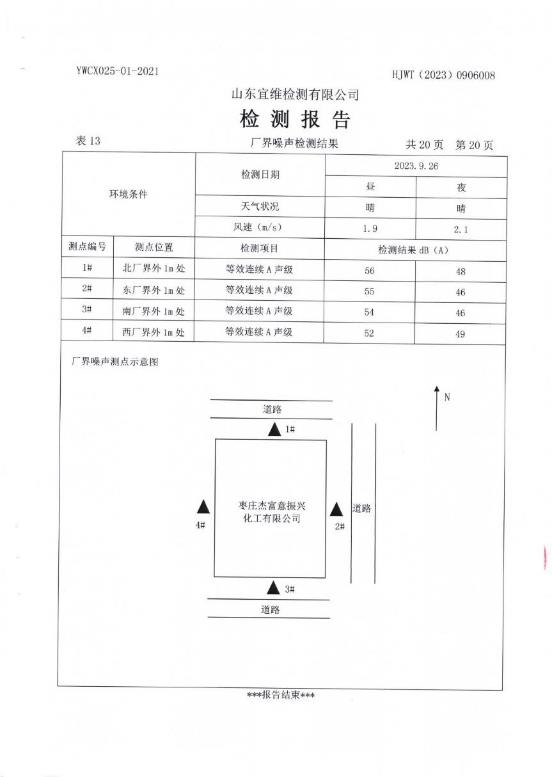 YWCX025-01-2021
HJWT（2023）0906008
山东宜维检测有限公司
检 测 报 告
表 13
厂界噪声检测结果
共 20 页 第 20 页
环境条件
检测日期
2023.9.26
昼 夜
天气状况 晴 晴
风速（m/s） 1.9 2.1
测点编号 测点位置 检测项目 检测结果 dB（A）
1# 北厂界外 1m 处 等效连续 A 声级 56 48
2# 东厂界外 1m 处 等效连续 A 声级 55 46
3# 南厂界外 1m 处 等效连续 A 声级 54 46
4# 西厂界外 1m 处 等效连续 A 声级 52 49
厂界噪声测点示意图
N
道路
1#
枣庄杰富意振兴
化工有限公司
4#
2#
道路
3#
道路
***报告结束***